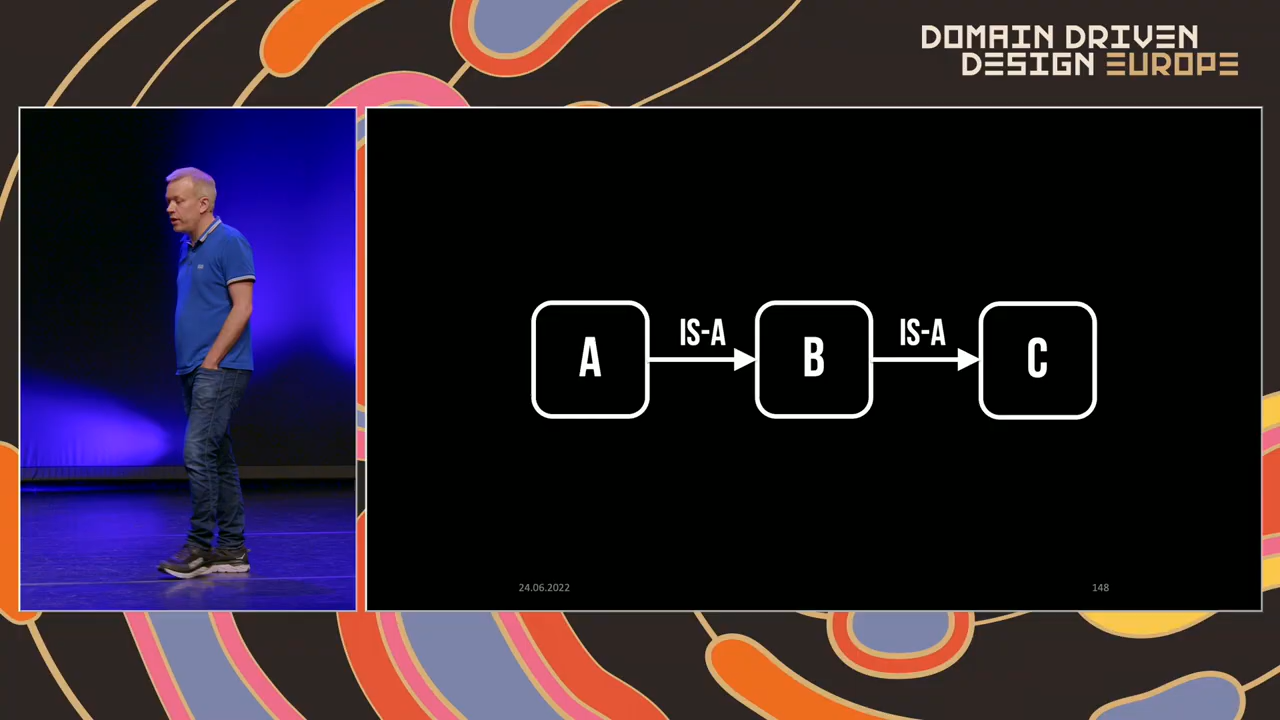 DOMAIN DRIVEN
DESIGN EUROPE
A IS-A B IS-A C
24.06.2022
148